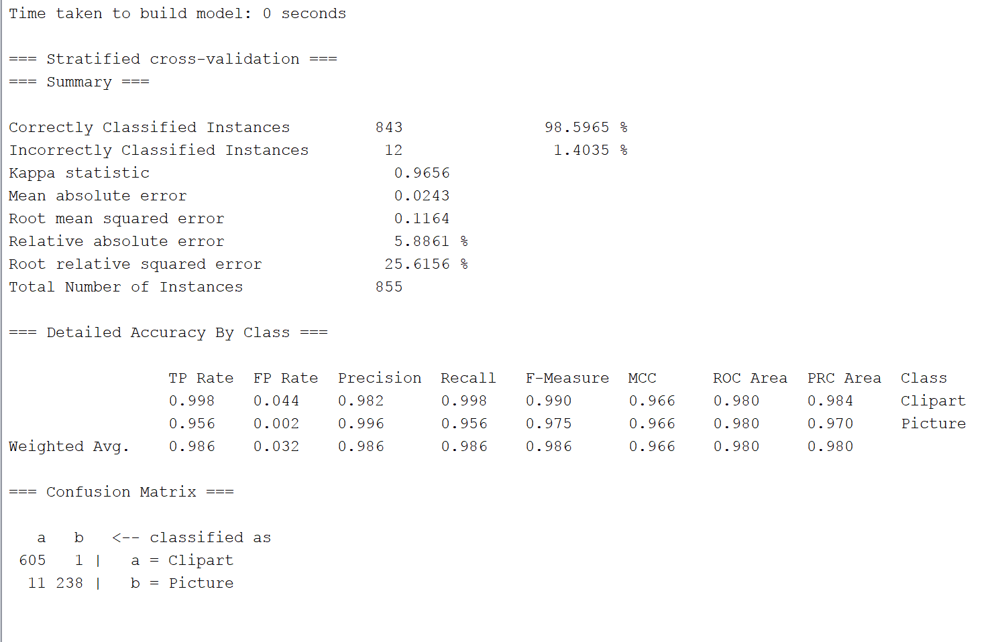 Time taken to build model: 0 seconds
=== Stratified cross-validation ===
=== Summary ===
Correctly Classified Instances         843               98.5965 %
Incorrectly Classified Instances        12                1.4035 %
Kappa statistic                          0.9656
Mean absolute error                      0.0243
Root mean squared error                  0.1164
Relative absolute error                  5.8861 %
Root relative squared error             25.6156 %
Total Number of Instances              855
=== Detailed Accuracy By Class ===
                 TP Rate  FP Rate  Precision  Recall   F-Measure  MCC      ROC Area  PRC Area  Class
                 0.998    0.044    0.982      0.998    0.990      0.966    0.980     0.984     Clipart
                 0.956    0.002    0.996      0.956    0.975      0.966    0.980     0.970     Picture
Weighted Avg.    0.986    0.032    0.986      0.986    0.986      0.966    0.980     0.980
=== Confusion Matrix ===
   a   b   <-- classified as
 605   1 |   a = Clipart
  11 238 |   b = Picture